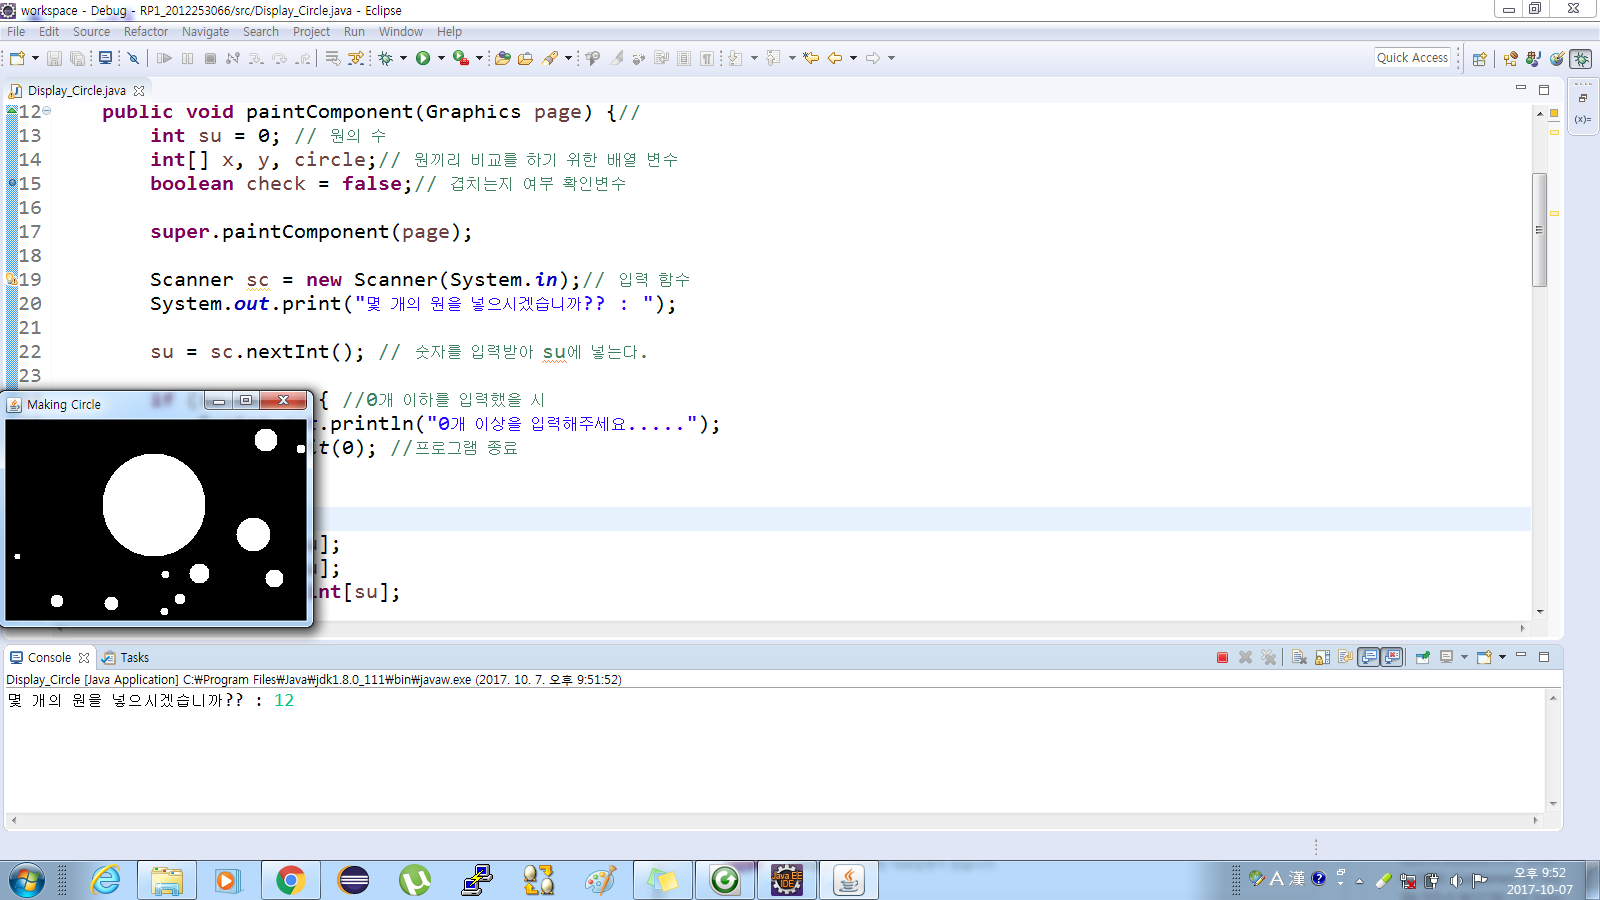 workspace - Debug - RP1_2012253066/src/Display_Circle.java - Eclipse
File Edit Source Refactor Navigate Search Project Run Window Help
Quick Access
Display_Circle.java
12 public void paintComponent(Graphics page) {//
13 int su = 0; // 원의 수
14 int[] x, y, circle;// 원끼리 비교를 하기 위한 배열 변수
15 boolean check = false;// 겹치는지 여부 확인변수
16
17 super.paintComponent(page);
18
19 Scanner sc = new Scanner(System.in);// 입력 함수
20 System.out.print("몇 개의 원을 넣으시겠습니까?? : ");
21
22 su = sc.nextInt(); // 숫자를 입력받아 su에 넣는다.
23
{ //0개 이하를 입력했을 시
.println("0개 이상을 입력해주세요.....");
t(0); //프로그램 종료
Making Circle
];
];
int[su];
Console Tasks
Display_Circle [Java Application] C:₩Program Files₩Java₩jdk1.8.0_111₩bin₩javaw.exe (2017. 10. 7. 오후 9:51:52)
몇 개의 원을 넣으시겠습니까?? : 12
(x)=
Java EE
IDE
A 漢
오후 9:52
2017-10-07